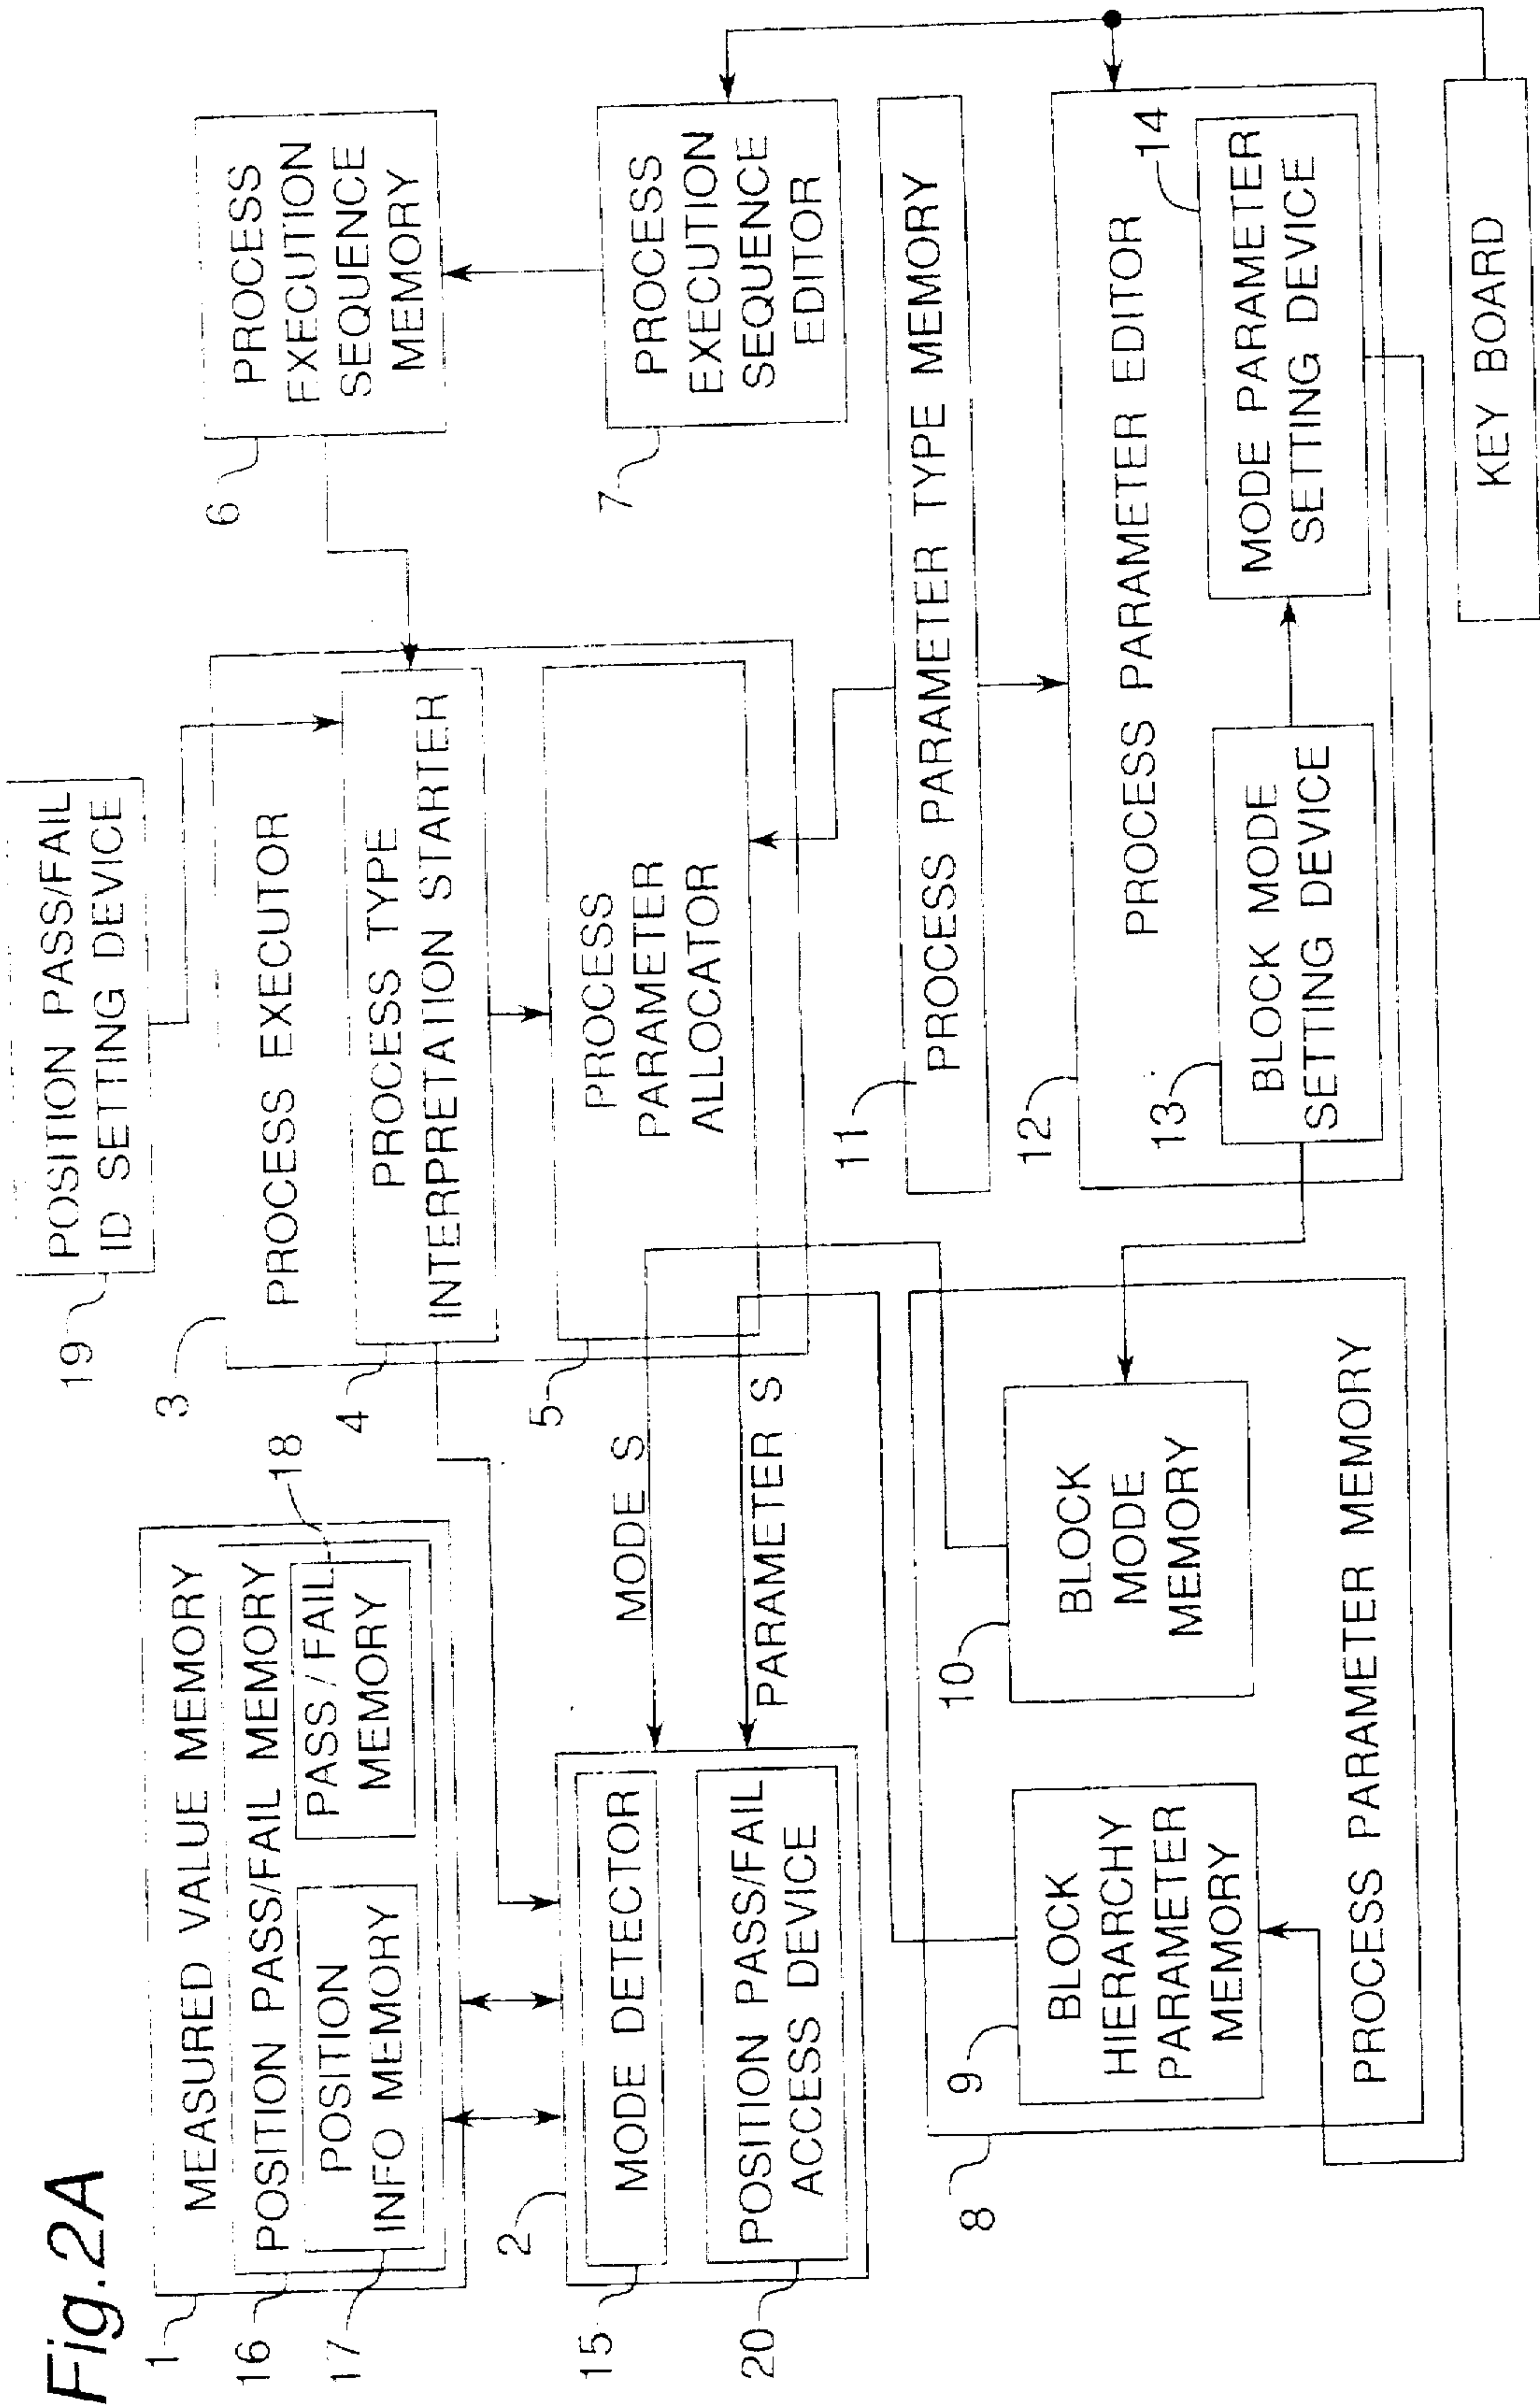 Fig.2A
1
MEASURED VALUE MEMORY
16
POSITION PASS/FAIL MEMORY
17
POSITION
INFO MEMORY
18
PASS / FAIL
MEMORY
2
15
MODE DETECTOR
20
POSITION PASS/FAIL
ACCESS DEVICE
MODE S
PARAMETER S
19
POSITION PASS/FAIL
ID SETTING DEVICE
3
PROCESS EXECUTOR
4
PROCESS TYPE
INTERPRETATION STARTER
5
PROCESS
PARAMETER
ALLOCATOR
6
PROCESS
EXECUTION
SEQUENCE
MEMORY
7
PROCESS
EXECUTION
SEQUENCE
EDITOR
8
9
BLOCK
HIERARCHY
PARAMETER
MEMORY
10
BLOCK
MODE
MEMORY
PROCESS PARAMETER MEMORY
11
PROCESS PARAMETER TYPE MEMORY
12
PROCESS PARAMETER EDITOR
13
BLOCK MODE
SETTING DEVICE
14
MODE PARAMETER
SETTING DEVICE
KEY BOARD